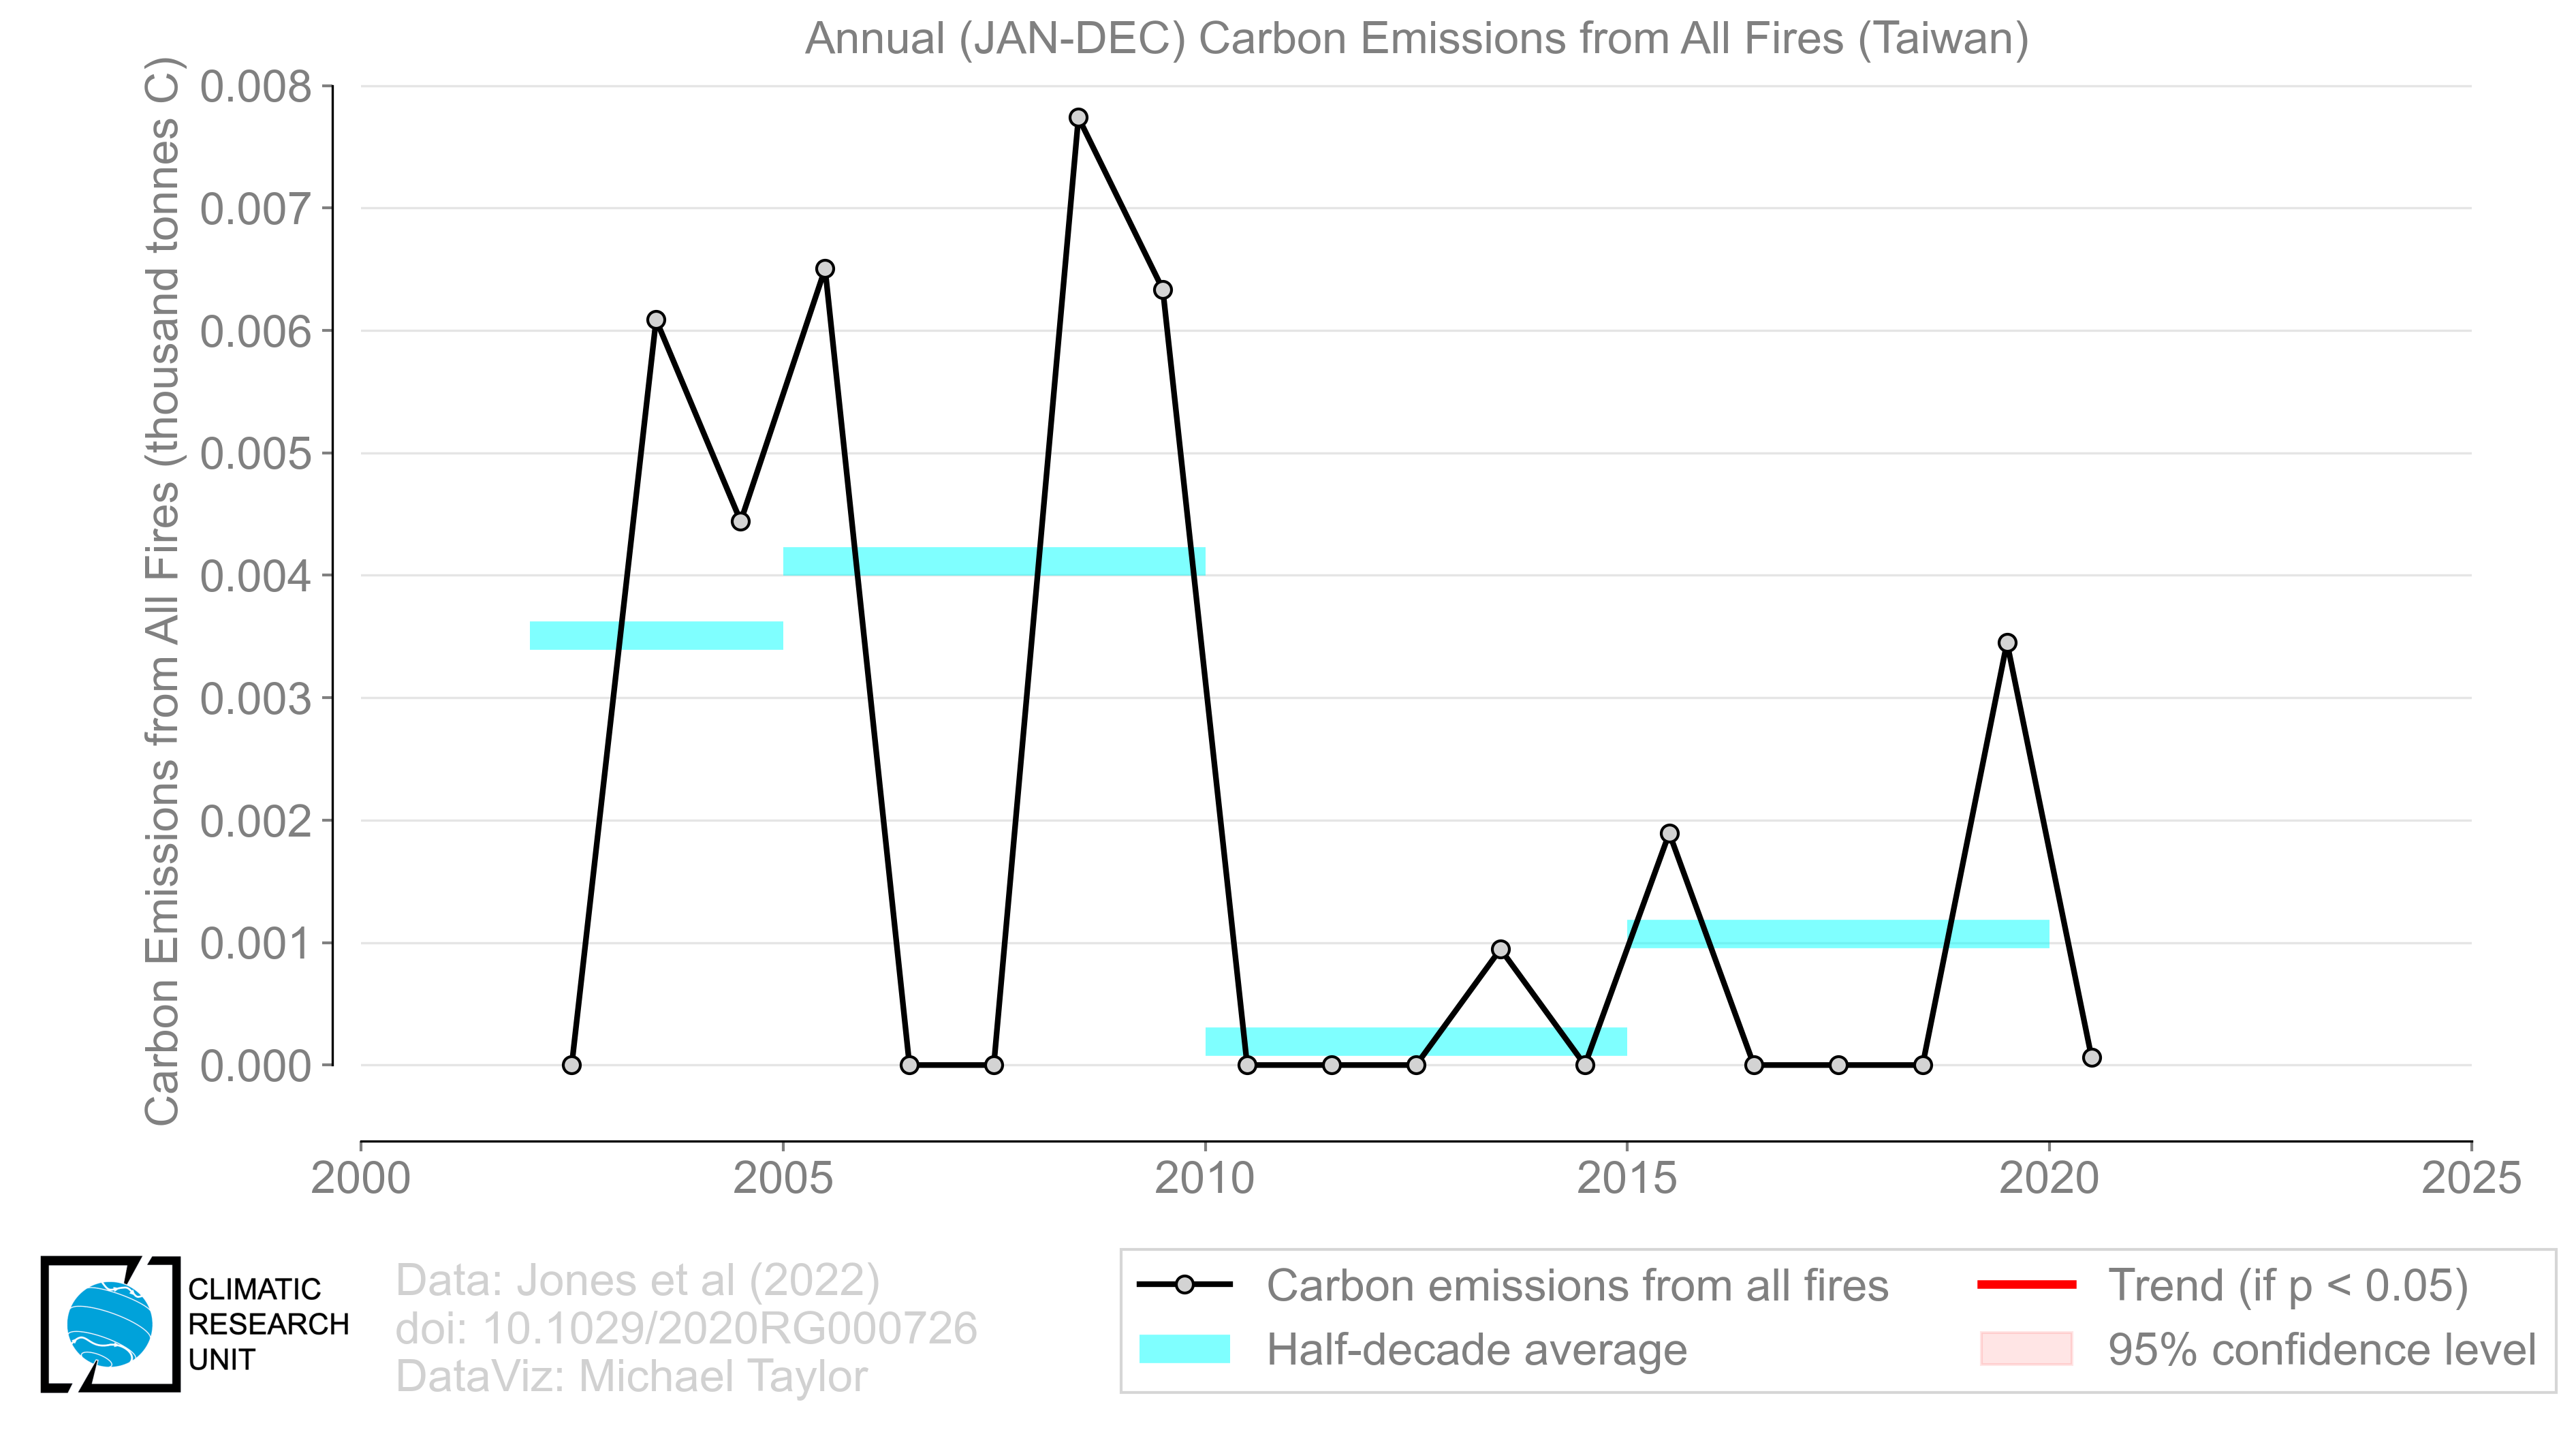 Annual (JAN-DEC) Carbon Emissions from All Fires (Taiwan)
Carbon Emissions from All Fires (thousand tonnes C)
0.008
0.007
0.006
0.005
0.004
0.003
0.002
0.001
0.000
2000
2005
2010
2015
2020
2025
CLIMATIC
RESEARCH
UNIT
Data: Jones et al (2022)
doi: 10.1029/2020RG000726
DataViz: Michael Taylor
Carbon emissions from all fires
Half-decade average
Trend (if p < 0.05)
95% confidence level